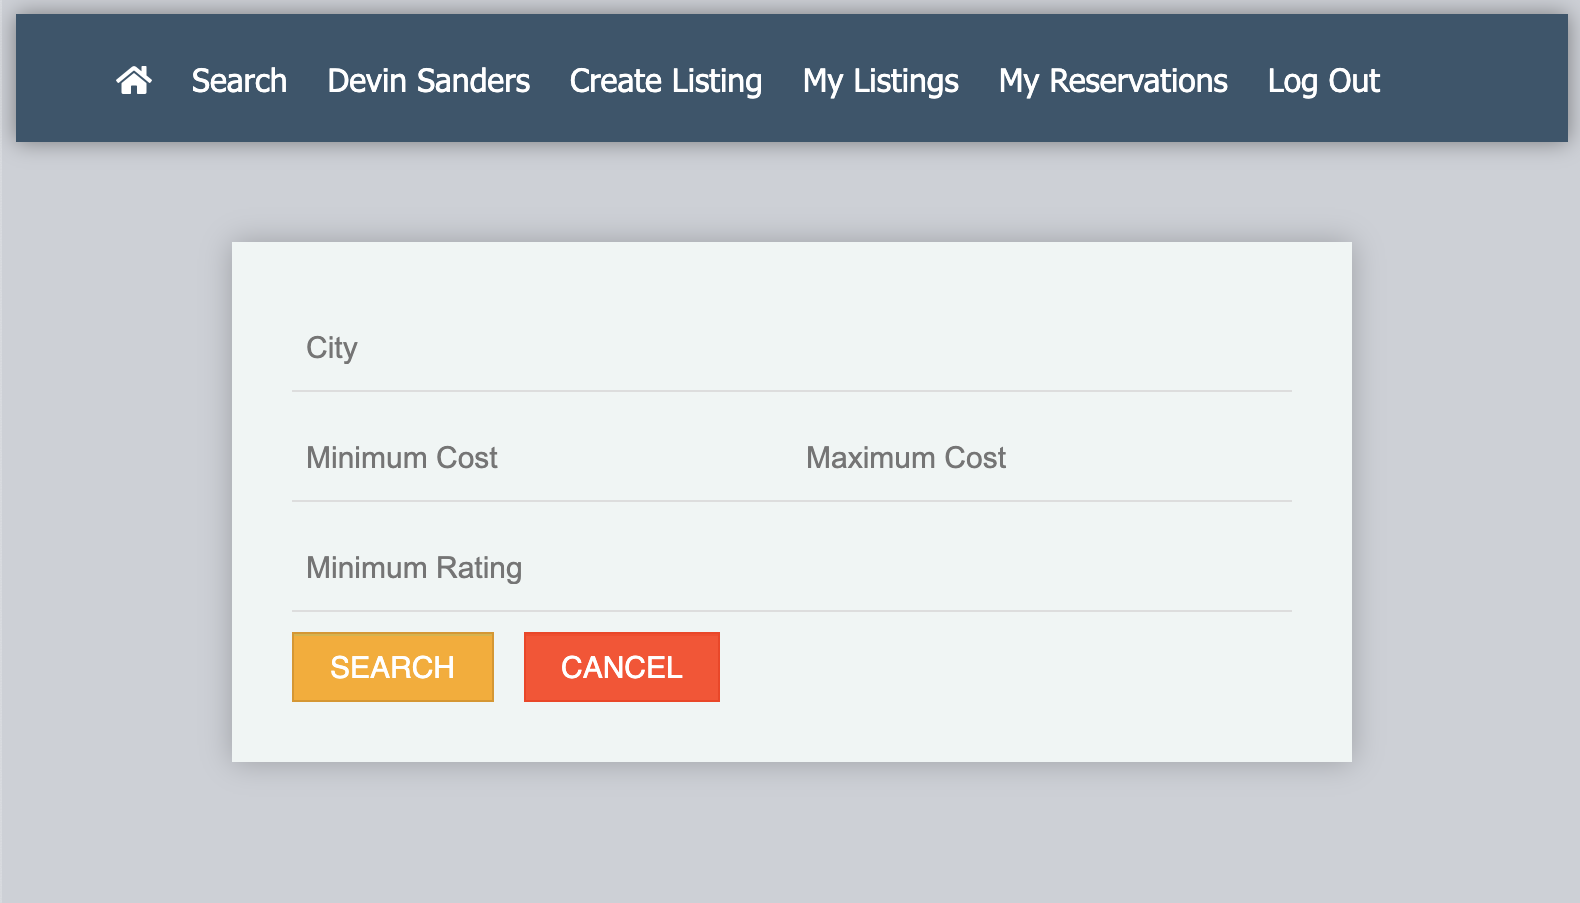 Search Devin Sanders Create Listing My Listings My Reservations Log Out
City
Minimum Cost Maximum Cost
Minimum Rating
SEARCH CANCEL